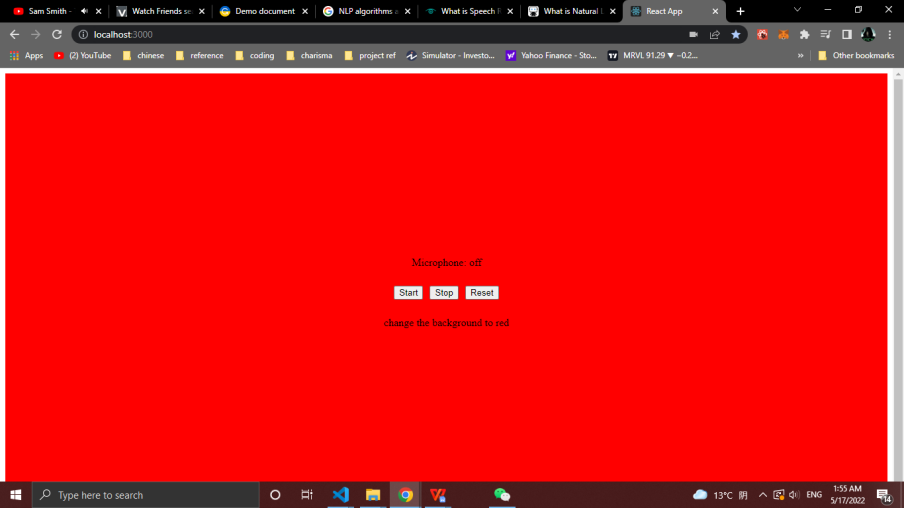 Sam Smith -
Watch Friends se
Demo document
NLP algorithms a
What is Speech R
What is Natural L
React App
localhost:3000
Apps
(2) YouTube
chinese
reference
coding
charisma
project ref
Simulator - Investo...
Yahoo Finance - Sto...
MRVL 91.29 ▼ −0.2...
»
Other bookmarks
Microphone: off
Start Stop Reset
change the background to red
Type here to search
13°C 阴
ENG
1:55 AM
5/17/2022
14